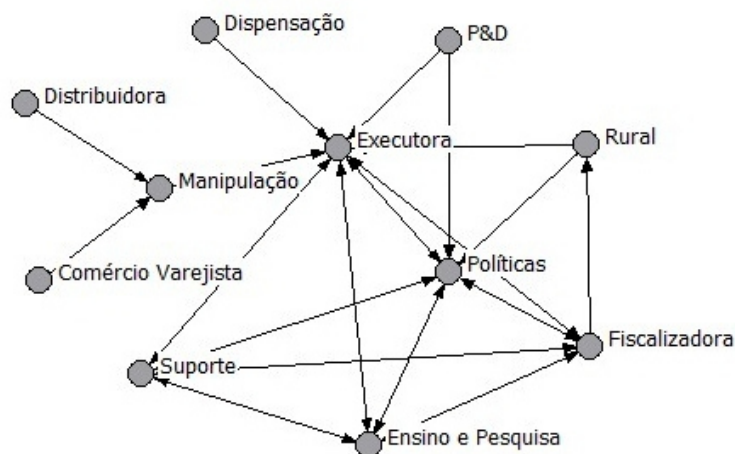 Dispensação
P&D
Distribuidora
Executora
Rural
Manipulação
Comércio Varejista
Políticas
Suporte
Fiscalizadora
Ensino e Pesquisa